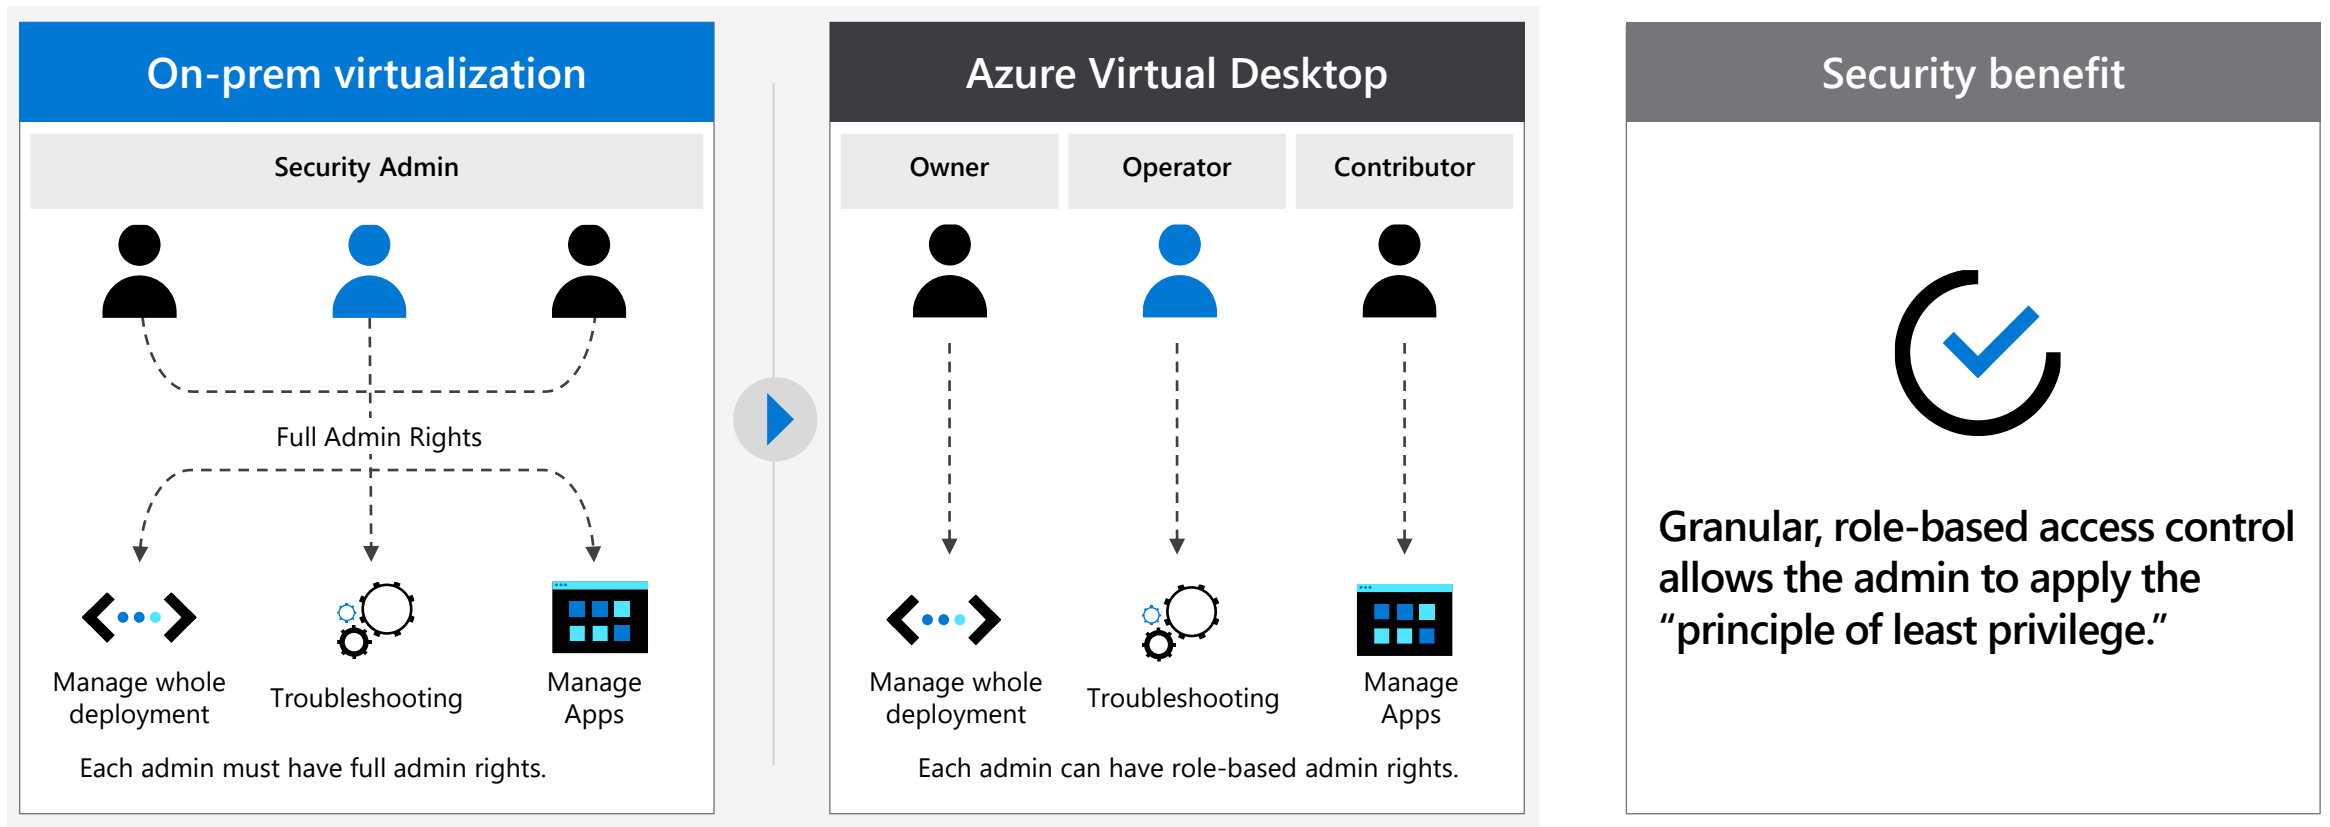 On-prem virtualization
Security Admin
Full Admin Rights
Manage whole
deployment
Troubleshooting
Manage
Apps
Each admin must have full admin rights.
Azure Virtual Desktop
Owner
Operator
Contributor
Manage whole
deployment
Troubleshooting
Manage
Apps
Each admin can have role-based admin rights.
Security benefit
Granular, role-based access control
allows the admin to apply the
“principle of least privilege.”